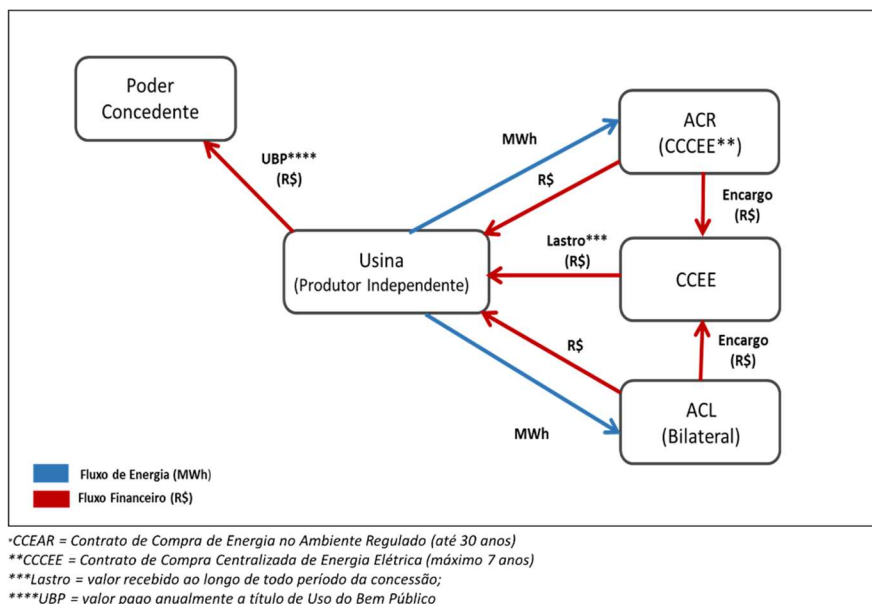 Poder
Concedente
UBP****
(R$)
MWh
R$
ACR
(CCCEE**)
Encargo
(R$)
Usina
(Produtor Independente)
Lastro***
(R$)
CCEE
R$
Encargo
(R$)
MWh
ACL
(Bilateral)
Fluxo de Energia (MWh)
Fluxo Financeiro (R$)
*CCEAR = Contrato de Compra de Energia no Ambiente Regulado (até 30 anos)
**CCCEE = Contrato de Compra Centralizada de Energia Elétrica (máximo 7 anos)
***Lastro = valor recebido ao longo de todo período da concessão;
****UBP = valor pago anualmente a título de Uso do Bem Público